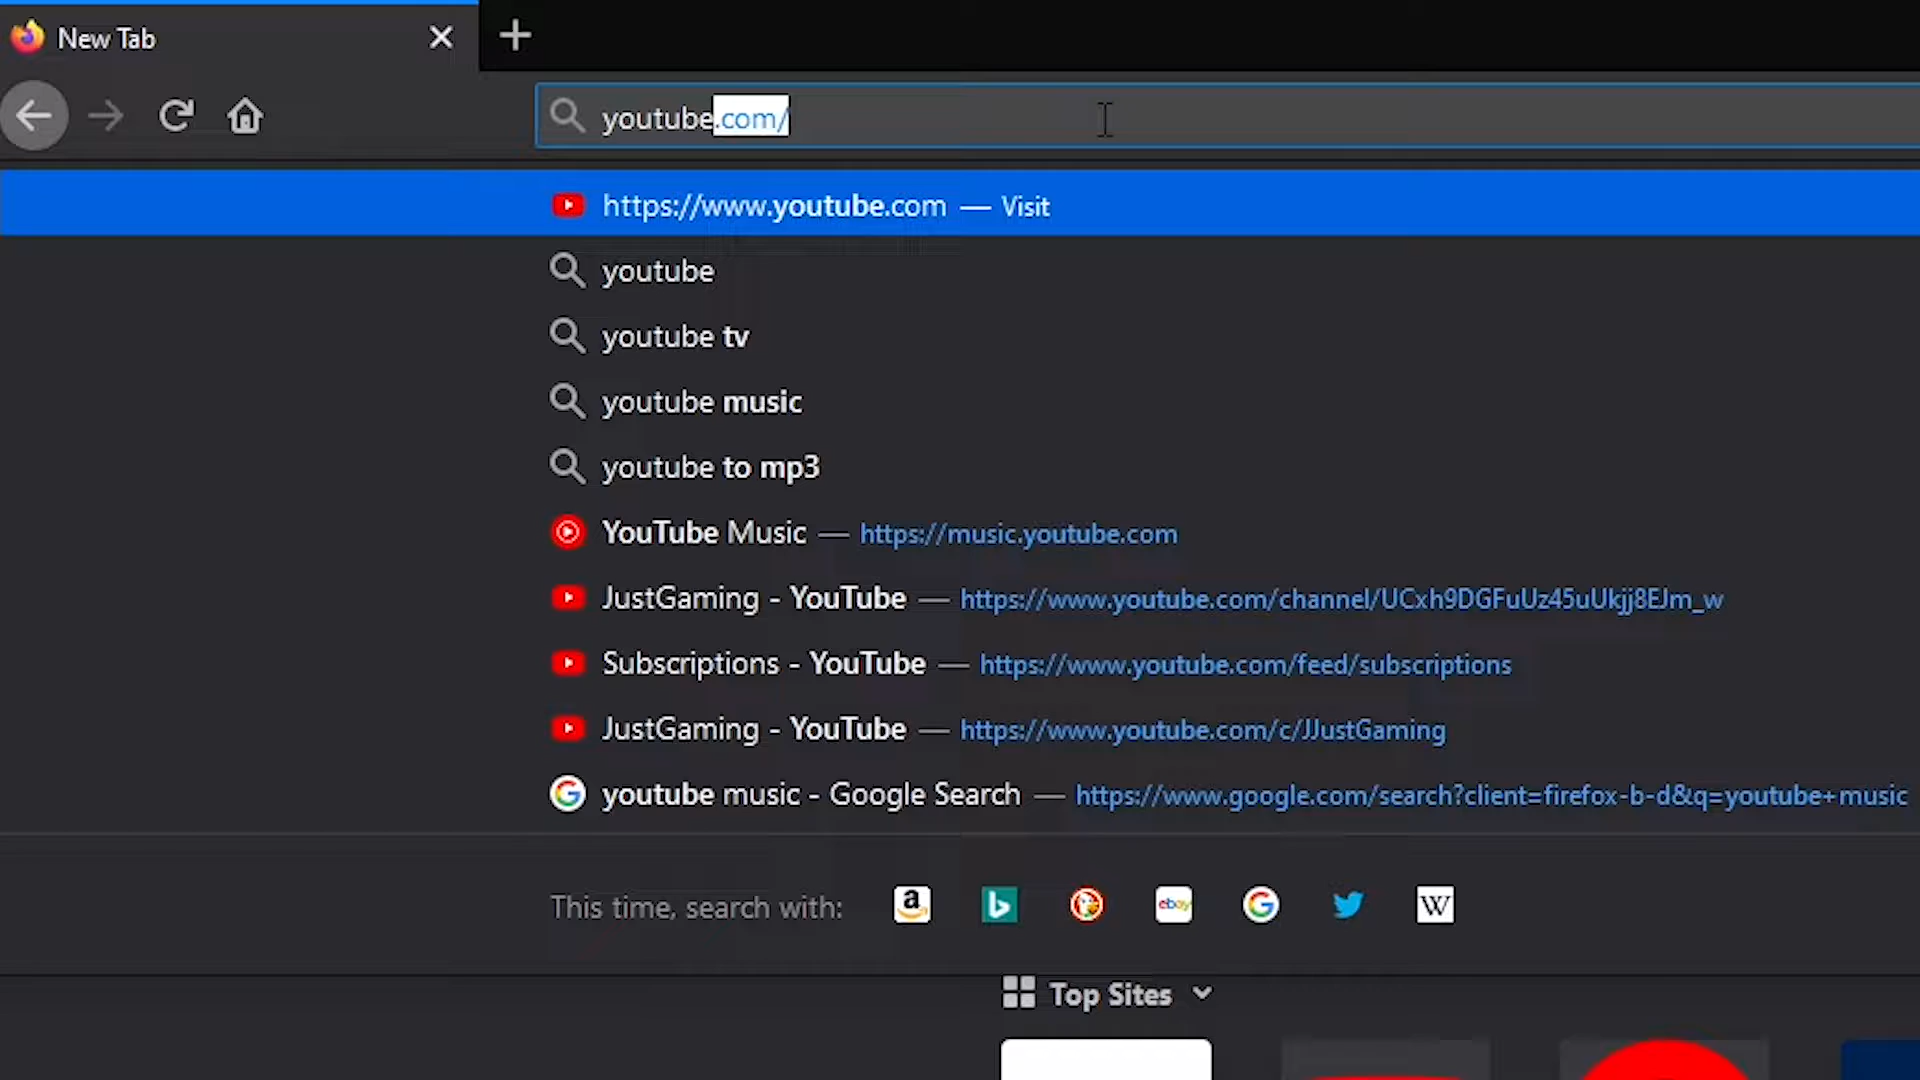 New Tab
youtube.com/
https://www.youtube.com — Visit
youtube
youtube tv
youtube music
youtube to mp3
YouTube Music — https://music.youtube.com
JustGaming - YouTube — https://www.youtube.com/channel/UCxh9DGFuUz45uUkjj8EJm_w
Subscriptions - YouTube — https://www.youtube.com/feed/subscriptions
JustGaming - YouTube — https://www.youtube.com/c/JJustGaming
youtube music - Google Search — https://www.google.com/search?client=firefox-b-d&q=youtube+music
This time, search with: a b ebay G W
Top Sites